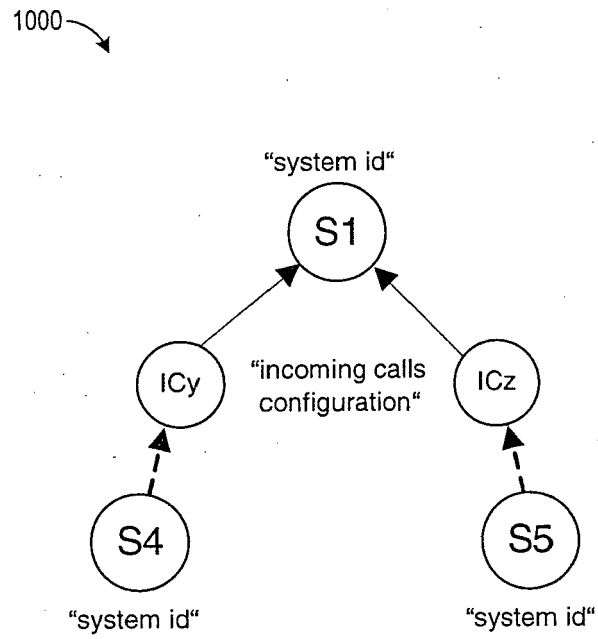 1000
“system id“
S1
ICy
“incoming calls
configuration“
ICz
S4
S5
“system id“
“system id“